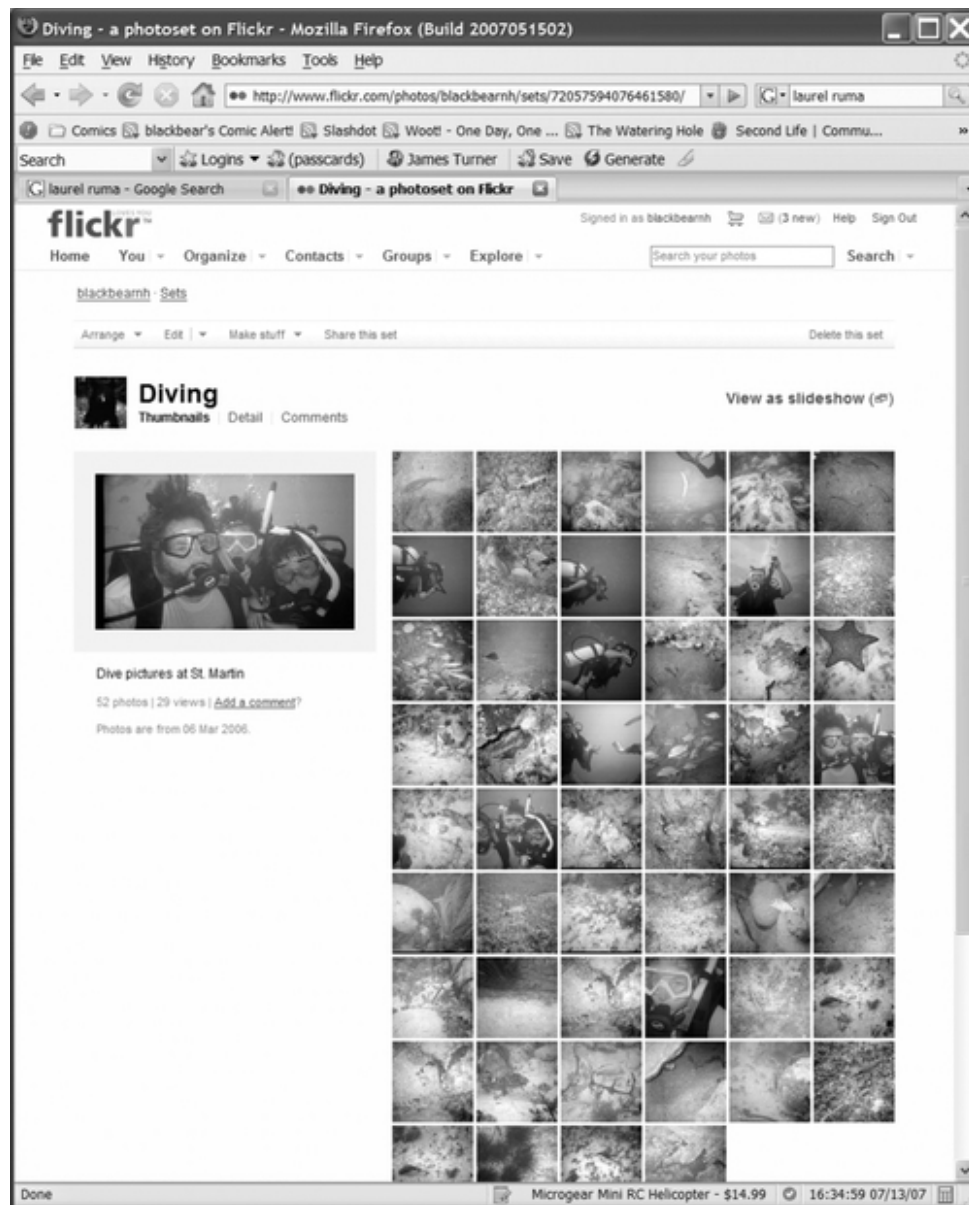 Diving - a photoset on Flickr - Mozilla Firefox (Build 2007051502)
File Edit View History Bookmarks Tools Help
http://www.flickr.com/photos/blackbearnh/sets/72057594076461580/ G laurel ruma
Comics blackbear's Comic Alert! Slashdot Woot! - One Day, One ... The Watering Hole Second Life | Commu... »
Search Logins (passcards) James Turner Save Generate
G laurel ruma - Google Search Diving - a photoset on Flickr
flickr™ Signed in as blackbearnh (3 new) Help Sign Out
Home You Organize Contacts Groups Explore Search your photos Search
blackbearnh · Sets
Arrange Edit Make stuff Share this set Delete this set
Diving
View as slideshow ( )
Thumbnails Detail Comments
Dive pictures at St. Martin
52 photos | 29 views | Add a comment?
Photos are from 06 Mar 2006.
Done Microgear Mini RC Helicopter - $14.99 16:34:59 07/13/07